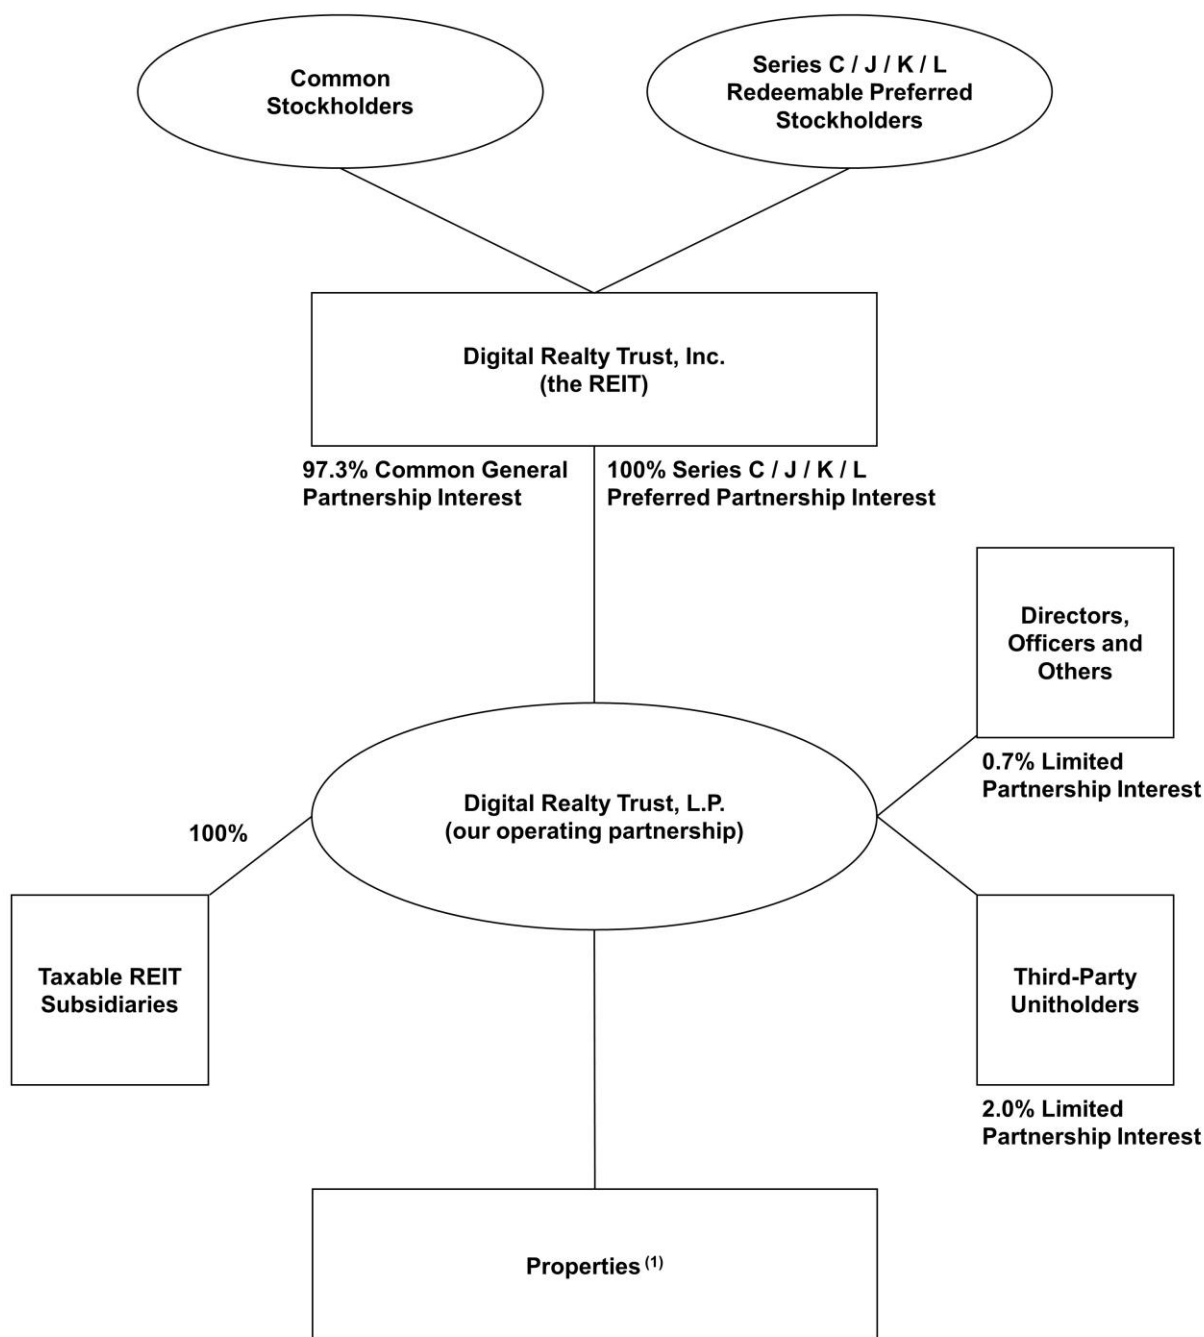 Common
Stockholders
Series C / J / K / L
Redeemable Preferred
Stockholders
Digital Realty Trust, Inc.
(the REIT)
97.3% Common General
Partnership Interest
100% Series C / J / K / L
Preferred Partnership Interest
Directors,
Officers and
Others
0.7% Limited
Partnership Interest
Digital Realty Trust, L.P.
(our operating partnership)
100%
Taxable REIT
Subsidiaries
Third-Party
Unitholders
2.0% Limited
Partnership Interest
Properties (1)